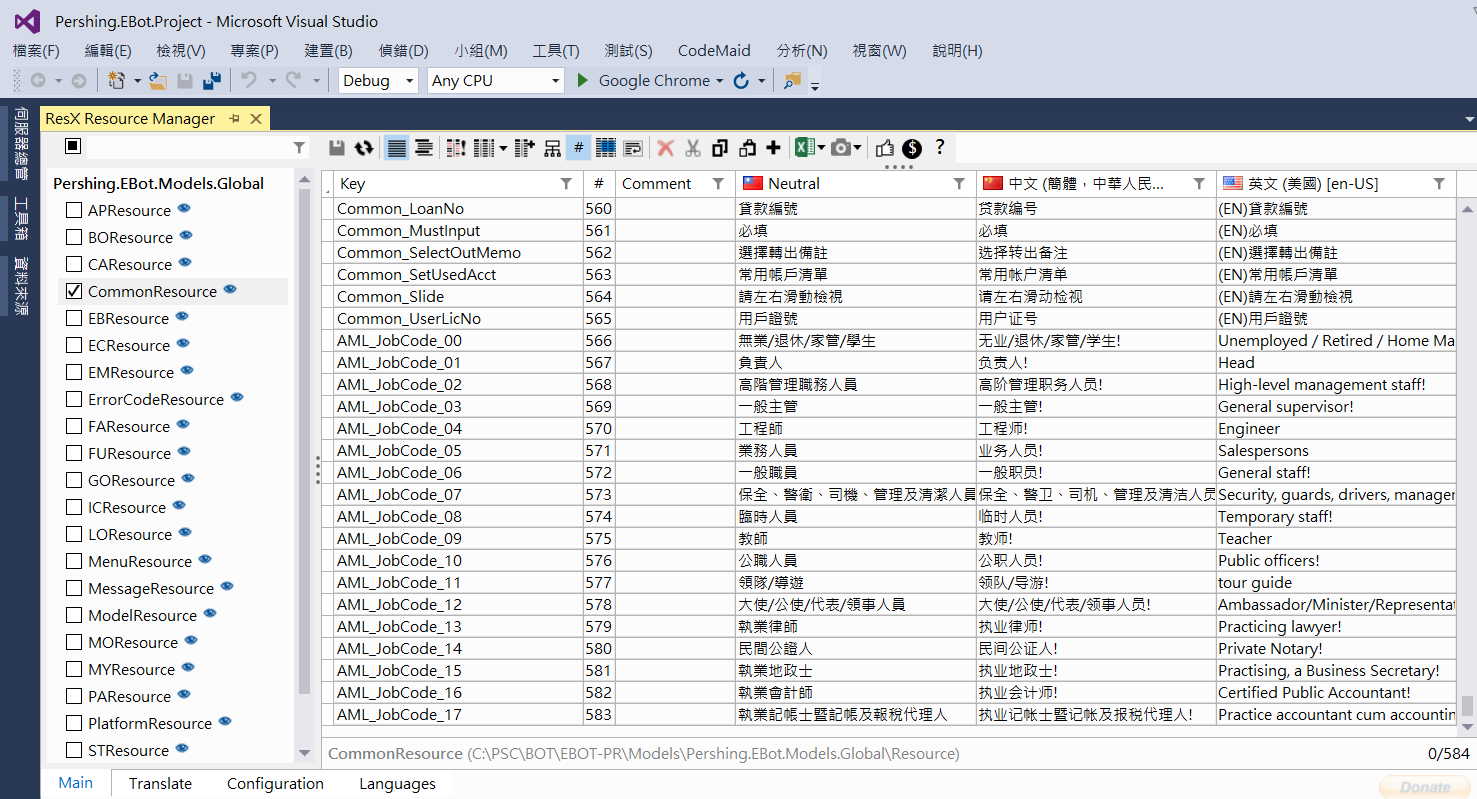 Pershing.EBot.Project - Microsoft Visual Studio
檔案(F) 編輯(E) 檢視(V) 專案(P) 建置(B) 偵錯(D) 小組(M) 工具(T) 測試(S) CodeMaid 分析(N) 視窗(W) 說明(H)
Debug Any CPU Google Chrome
伺服器總管
工具箱
資料來源
ResX Resource Manager
# $ ?
Pershing.EBot.Models.Global
APResource
BOResource
CAResource
CommonResource
EBResource
ECResource
EMResource
ErrorCodeResource
FAResource
FUResource
GOResource
ICResource
LOResource
MenuResource
MessageResource
ModelResource
MOResource
MYResource
PAResource
PlatformResource
STResource
Key # Comment Neutral 中文 (簡體，中華人民... 英文 (美國) [en-US]
Common_LoanNo 560 貸款編號 贷款编号 (EN)貸款編號
Common_MustInput 561 必填 必填 (EN)必填
Common_SelectOutMemo 562 選擇轉出備註 选择转出备注 (EN)選擇轉出備註
Common_SetUsedAcct 563 常用帳戶清單 常用帐户清单 (EN)常用帳戶清單
Common_Slide 564 請左右滑動檢視 请左右滑动检视 (EN)請左右滑動檢視
Common_UserLicNo 565 用戶證號 用户证号 (EN)用戶證號
AML_JobCode_00 566 無業/退休/家管/學生 无业/退休/家管/学生! Unemployed / Retired / Home Ma
AML_JobCode_01 567 負責人 负责人! Head
AML_JobCode_02 568 高階管理職務人員 高阶管理职务人员! High-level management staff!
AML_JobCode_03 569 一般主管 一般主管! General supervisor!
AML_JobCode_04 570 工程師 工程师! Engineer
AML_JobCode_05 571 業務人員 业务人员! Salespersons
AML_JobCode_06 572 一般職員 一般职员! General staff!
AML_JobCode_07 573 保全、警衛、司機、管理及清潔人員 保全、警卫、司机、管理及清洁人员 Security, guards, drivers, manager
AML_JobCode_08 574 臨時人員 临时人员! Temporary staff!
AML_JobCode_09 575 教師 教师! Teacher
AML_JobCode_10 576 公職人員 公职人员! Public officers!
AML_JobCode_11 577 領隊/導遊 领队/导游! tour guide
AML_JobCode_12 578 大使/公使/代表/領事人員 大使/公使/代表/领事人员! Ambassador/Minister/Representat
AML_JobCode_13 579 執業律師 执业律师! Practicing lawyer!
AML_JobCode_14 580 民間公證人 民间公证人! Private Notary!
AML_JobCode_15 581 執業地政士 执业地政士! Practising, a Business Secretary!
AML_JobCode_16 582 執業會計師 执业会计师! Certified Public Accountant!
AML_JobCode_17 583 執業記帳士暨記帳及報稅代理人 执业记帐士暨记帐及报税代理人! Practice accountant cum accountin
CommonResource (C:\PSC\BOT\EBOT-PR\Models\Pershing.EBot.Models.Global\Resource) 0/584
Main Translate Configuration Languages Donate